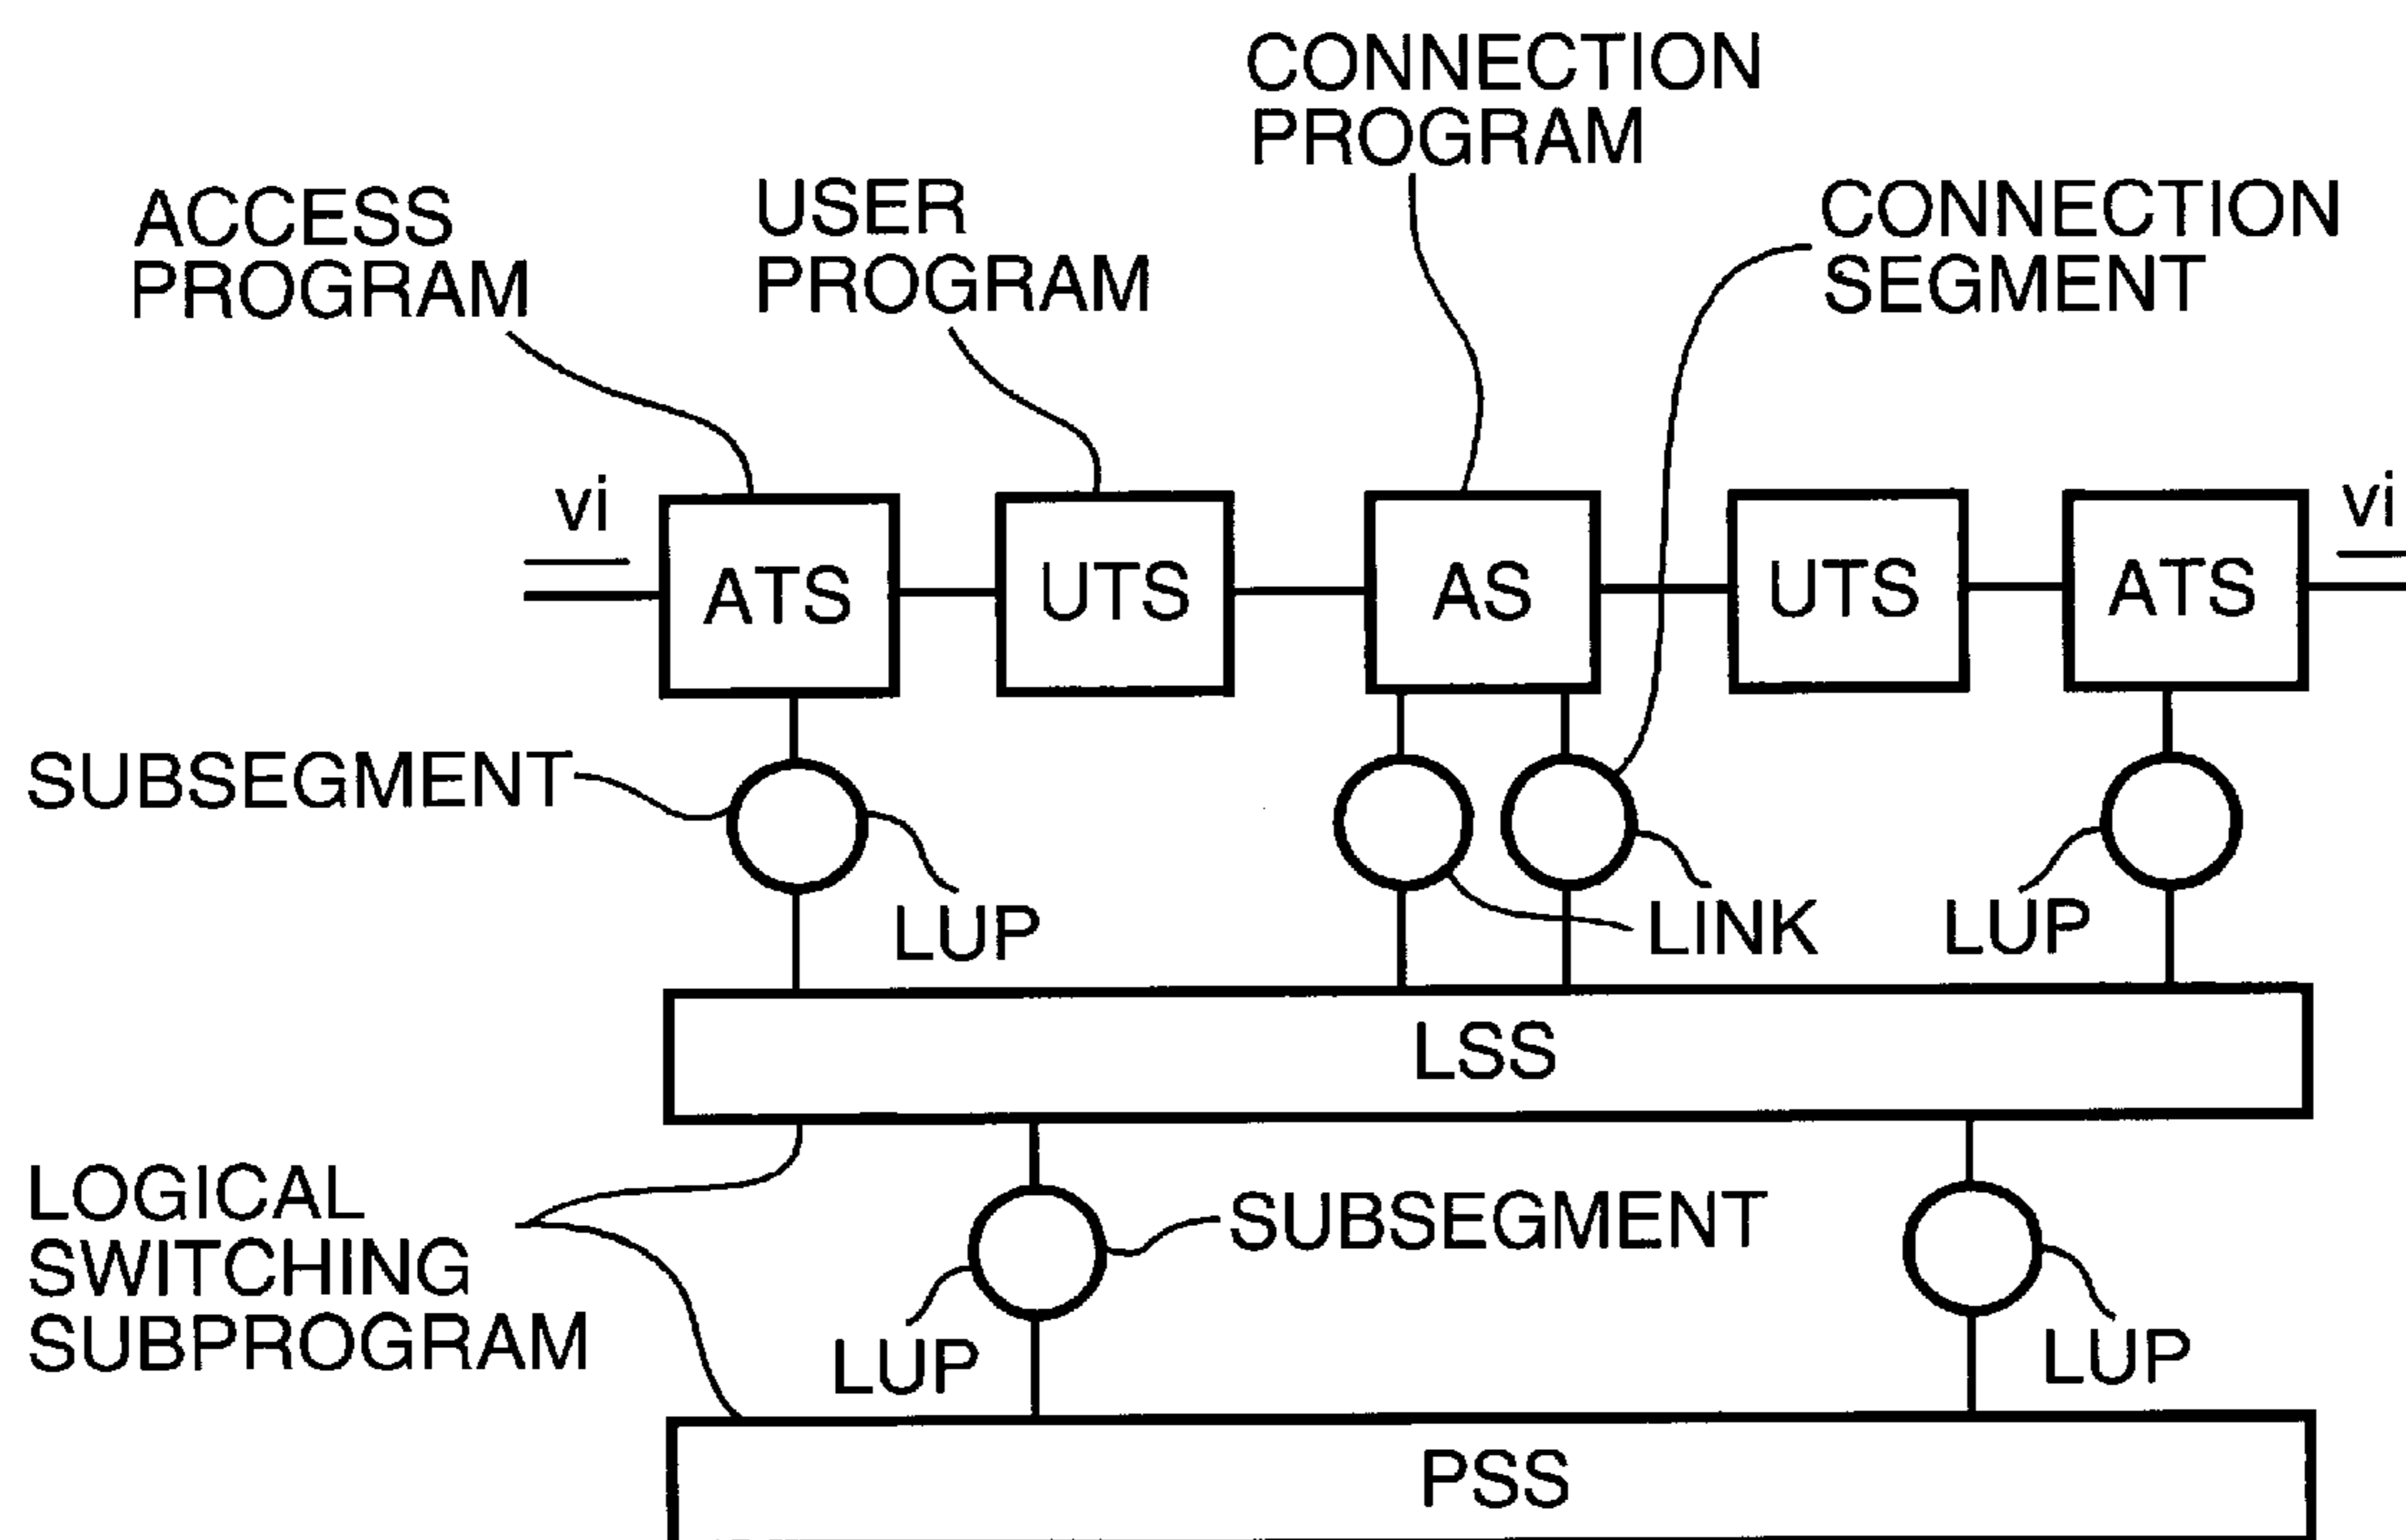 CONNECTION
PROGRAM
ACCESS
PROGRAM
USER
PROGRAM
CONNECTION
SEGMENT
vi
vi
ATS
UTS
AS
UTS
ATS
SUBSEGMENT
LUP
LINK
LUP
LSS
LOGICAL
SWITCHING
SUBPROGRAM
SUBSEGMENT
LUP
LUP
PSS